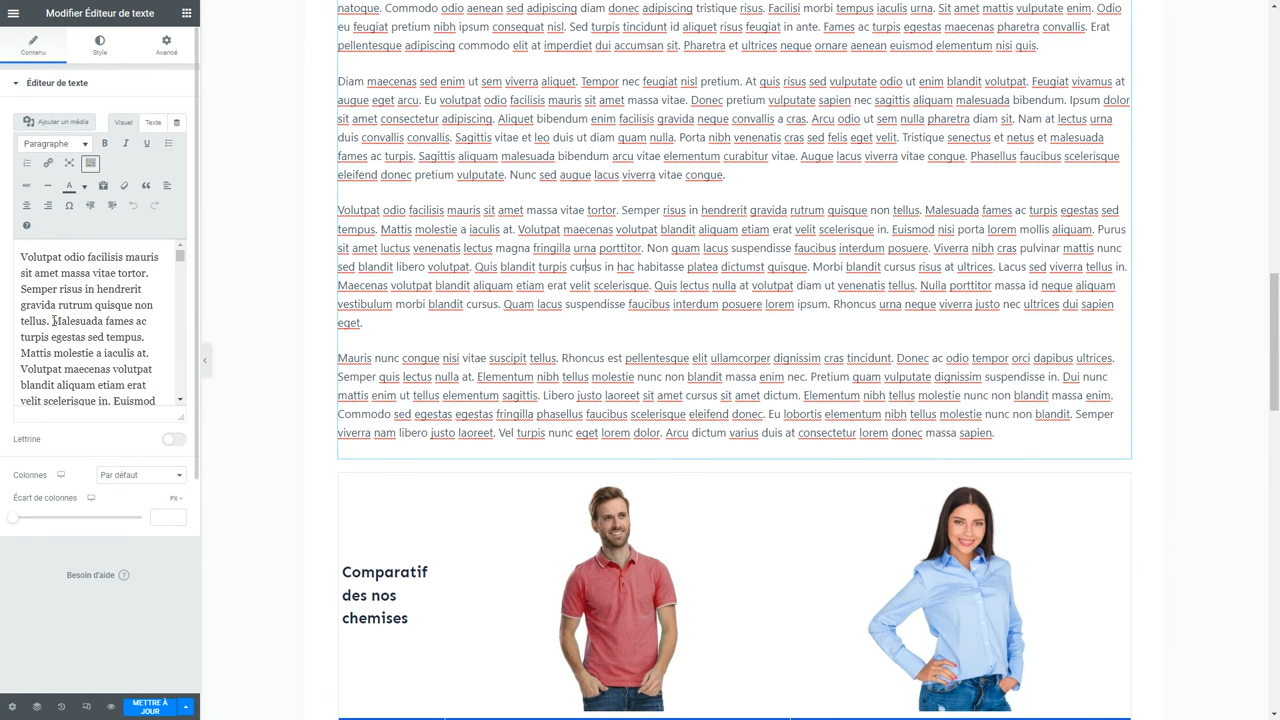 Modifier Éditeur de texte
Contenu
Style
Avancé
Éditeur de texte
Ajouter un média
Visuel
Texte
Paragraphe
B I U
Volutpat odio facilisis mauris
sit amet massa vitae tortor.
Semper risus in hendrerit
gravida rutrum quisque non
tellus. Malesuada fames ac
turpis egestas sed tempus.
Mattis molestie a iaculis at.
Volutpat maecenas volutpat
blandit aliquam etiam erat
velit scelerisque in. Euismod
Lettrine
Colonnes
Par défaut
Écart de colonnes
PX
Besoin d'aide ?
METTRE À
JOUR
natoque. Commodo odio aenean sed adipiscing diam donec adipiscing tristique risus. Facilisi morbi tempus iaculis urna. Sit amet mattis vulputate enim. Odio
eu feugiat pretium nibh ipsum consequat nisl. Sed turpis tincidunt id aliquet risus feugiat in ante. Fames ac turpis egestas maecenas pharetra convallis. Erat
pellentesque adipiscing commodo elit at imperdiet dui accumsan sit. Pharetra et ultrices neque ornare aenean euismod elementum nisi quis.
Diam maecenas sed enim ut sem viverra aliquet. Tempor nec feugiat nisl pretium. At quis risus sed vulputate odio ut enim blandit volutpat. Feugiat vivamus at
augue eget arcu. Eu volutpat odio facilisis mauris sit amet massa vitae. Donec pretium vulputate sapien nec sagittis aliquam malesuada bibendum. Ipsum dolor
sit amet consectetur adipiscing. Aliquet bibendum enim facilisis gravida neque convallis a cras. Arcu odio ut sem nulla pharetra diam sit. Nam at lectus urna
duis convallis convallis. Sagittis vitae et leo duis ut diam quam nulla. Porta nibh venenatis cras sed felis eget velit. Tristique senectus et netus et malesuada
fames ac turpis. Sagittis aliquam malesuada bibendum arcu vitae elementum curabitur vitae. Augue lacus viverra vitae congue. Phasellus faucibus scelerisque
eleifend donec pretium vulputate. Nunc sed augue lacus viverra vitae congue.
Volutpat odio facilisis mauris sit amet massa vitae tortor. Semper risus in hendrerit gravida rutrum quisque non tellus. Malesuada fames ac turpis egestas sed
tempus. Mattis molestie a iaculis at. Volutpat maecenas volutpat blandit aliquam etiam erat velit scelerisque in. Euismod nisi porta lorem mollis aliquam. Purus
sit amet luctus venenatis lectus magna fringilla urna porttitor. Non quam lacus suspendisse faucibus interdum posuere. Viverra nibh cras pulvinar mattis nunc
sed blandit libero volutpat. Quis blandit turpis cursus in hac habitasse platea dictumst quisque. Morbi blandit cursus risus at ultrices. Lacus sed viverra tellus in.
Maecenas volutpat blandit aliquam etiam erat velit scelerisque. Quis lectus nulla at volutpat diam ut venenatis tellus. Nulla porttitor massa id neque aliquam
vestibulum morbi blandit cursus. Quam lacus suspendisse faucibus interdum posuere lorem ipsum. Rhoncus urna neque viverra justo nec ultrices dui sapien
eget.
Mauris nunc congue nisi vitae suscipit tellus. Rhoncus est pellentesque elit ullamcorper dignissim cras tincidunt. Donec ac odio tempor orci dapibus ultrices.
Semper quis lectus nulla at. Elementum nibh tellus molestie nunc non blandit massa enim nec. Pretium quam vulputate dignissim suspendisse in. Dui nunc
mattis enim ut tellus elementum sagittis. Libero justo laoreet sit amet cursus sit amet dictum. Elementum nibh tellus molestie nunc non blandit massa enim.
Commodo sed egestas egestas fringilla phasellus faucibus scelerisque eleifend donec. Eu lobortis elementum nibh tellus molestie nunc non blandit. Semper
viverra nam libero justo laoreet. Vel turpis nunc eget lorem dolor. Arcu dictum varius duis at consectetur lorem donec massa sapien.
Comparatif
des nos
chemises